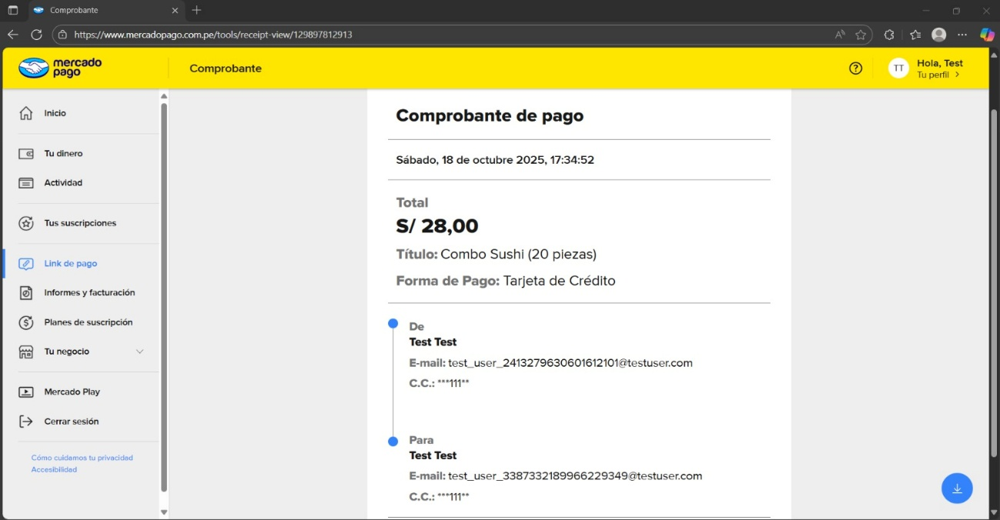 Comprobante
https://www.mercadopago.com.pe/tools/receipt-view/129897812913
mercado
pago
Comprobante
TT
Hola, Test
Tu perfil
Inicio
Tu dinero
Actividad
Tus suscripciones
Link de pago
Informes y facturación
Planes de suscripción
Tu negocio
Mercado Play
Cerrar sesión
Cómo cuidamos tu privacidad
Accesibilidad
Comprobante de pago
Sábado, 18 de octubre 2025, 17:34:52
Total
S/ 28,00
Título: Combo Sushi (20 piezas)
Forma de Pago: Tarjeta de Crédito
De
Test Test
E-mail: test_user_2413279630601612101@testuser.com
C.C.: ***111**
Para
Test Test
E-mail: test_user_3387332189966229349@testuser.com
C.C.: ***111**